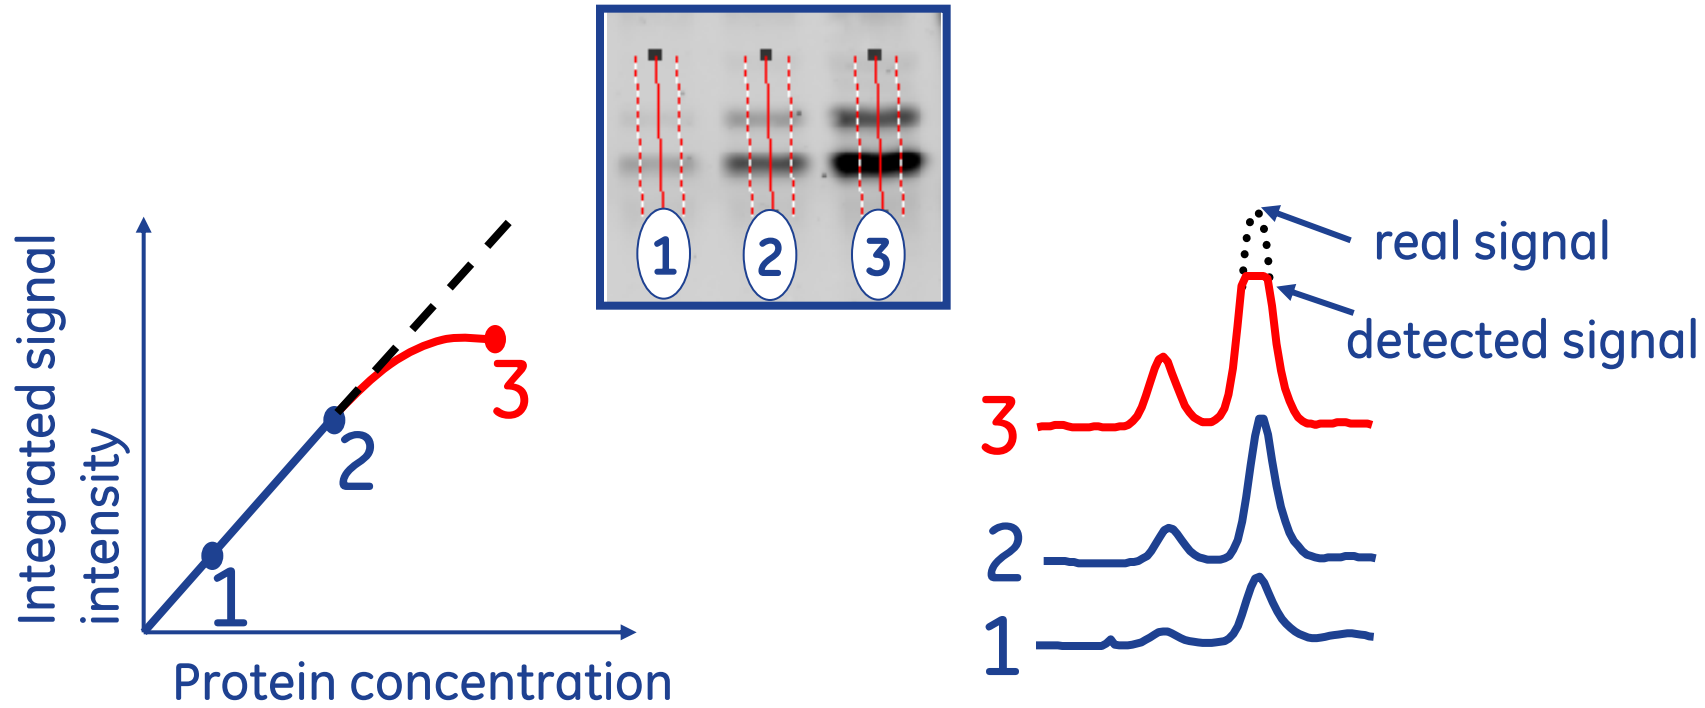 Integrated signal
intensity
Protein concentration
1
2
3
1
2
3
real signal
detected signal
3
2
1